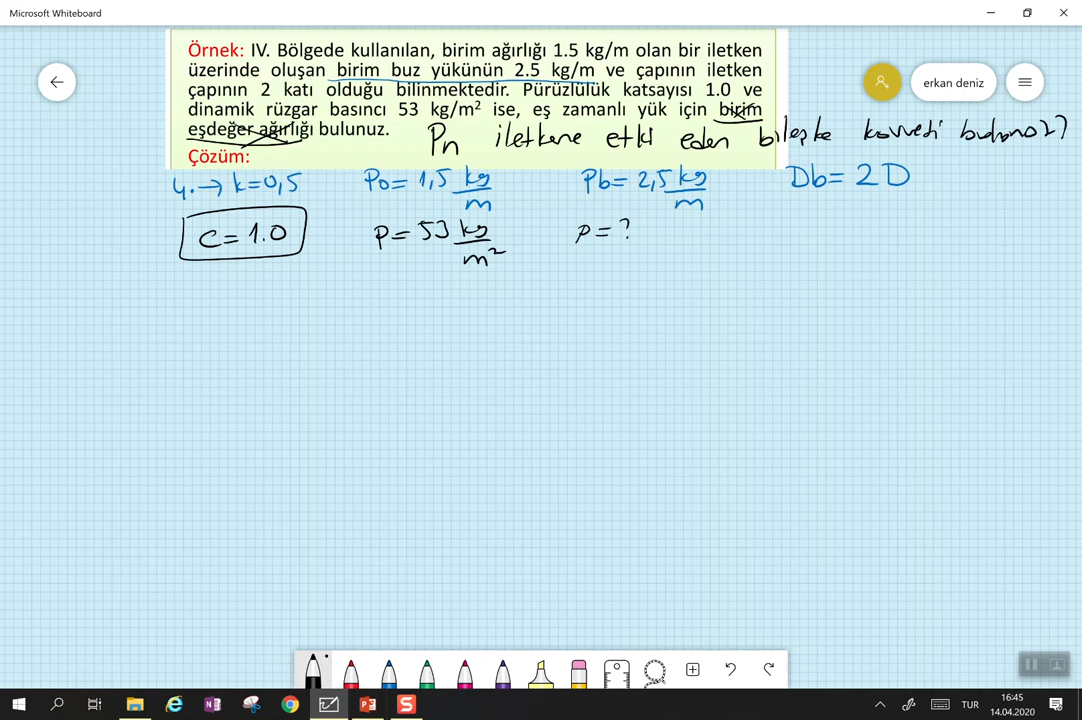 Microsoft Whiteboard
Örnek: IV. Bölgede kullanılan, birim ağırlığı 1.5 kg/m olan bir iletken
üzerinde oluşan birim buz yükünün 2.5 kg/m ve çapının iletken
çapının 2 katı olduğu bilinmektedir. Pürüzlülük katsayısı 1.0 ve
dinamik rüzgar basıncı 53 kg/m² ise, eş zamanlı yük için birim
eşdeğer ağırlığı bulunuz.
Pn iletkene etki eden bileşke kuvveti bulunuz?
Çözüm:
4. → k=0,5 P0= 1,5 kg/m Pb= 2,5 kg/m Db= 2D
C= 1.0 P= 53 kg/m² P= ?
erkan deniz
TUR
16:45
14.04.2020